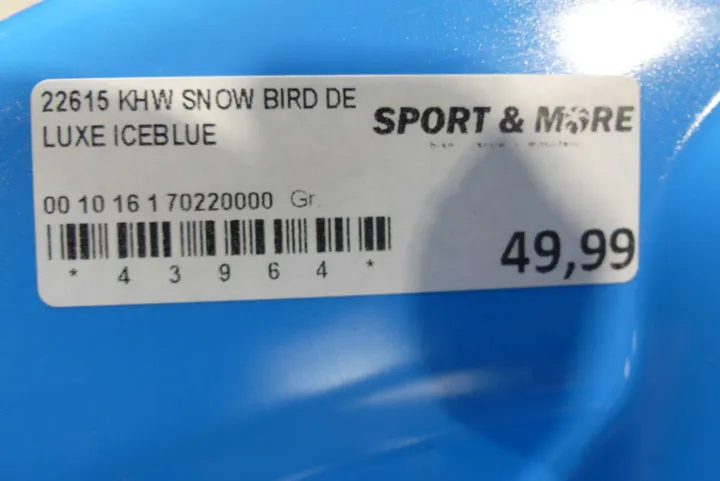 22615 KHW SNOW BIRD DE
LUXE ICEBLUE
SPORT & MORE
00 10 16 1 70220000 Gr.
* 4 3 9 6 4 *
49,99